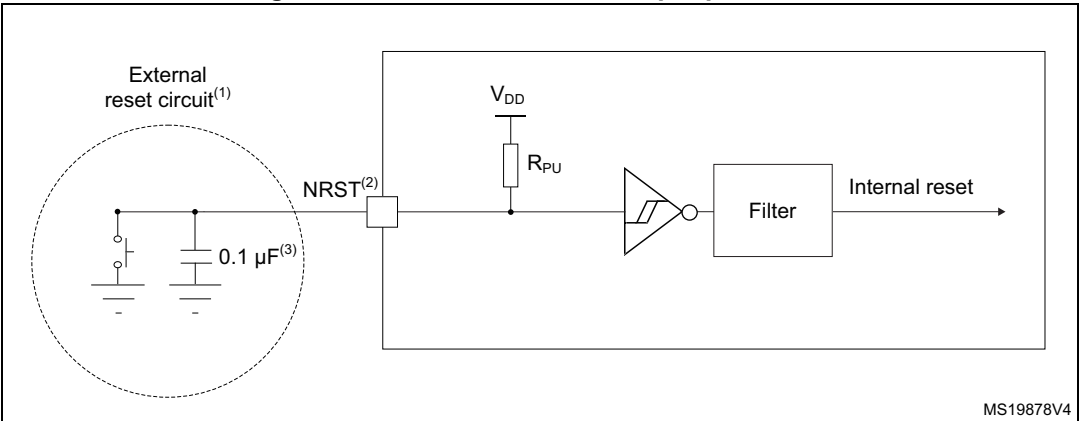 External
reset circuit(1)
VDD
RPU
NRST(2)
Internal reset
Filter
0.1 µF(3)
MS19878V4